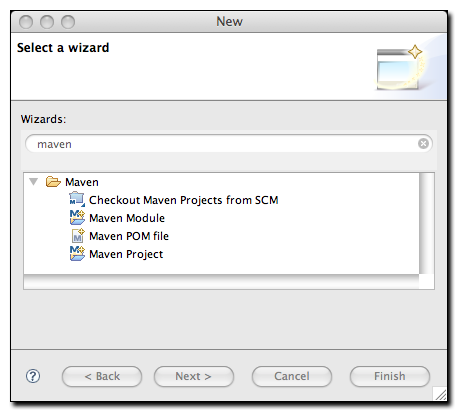 New
Select a wizard
Wizards:
maven
Maven
Checkout Maven Projects from SCM
Maven Module
Maven POM file
Maven Project
? < Back Next > Cancel Finish